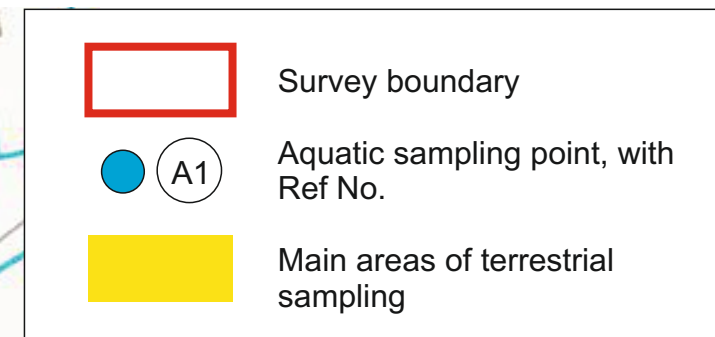 Survey boundary
A1
Aquatic sampling point, with
Ref No.
Main areas of terrestrial
sampling